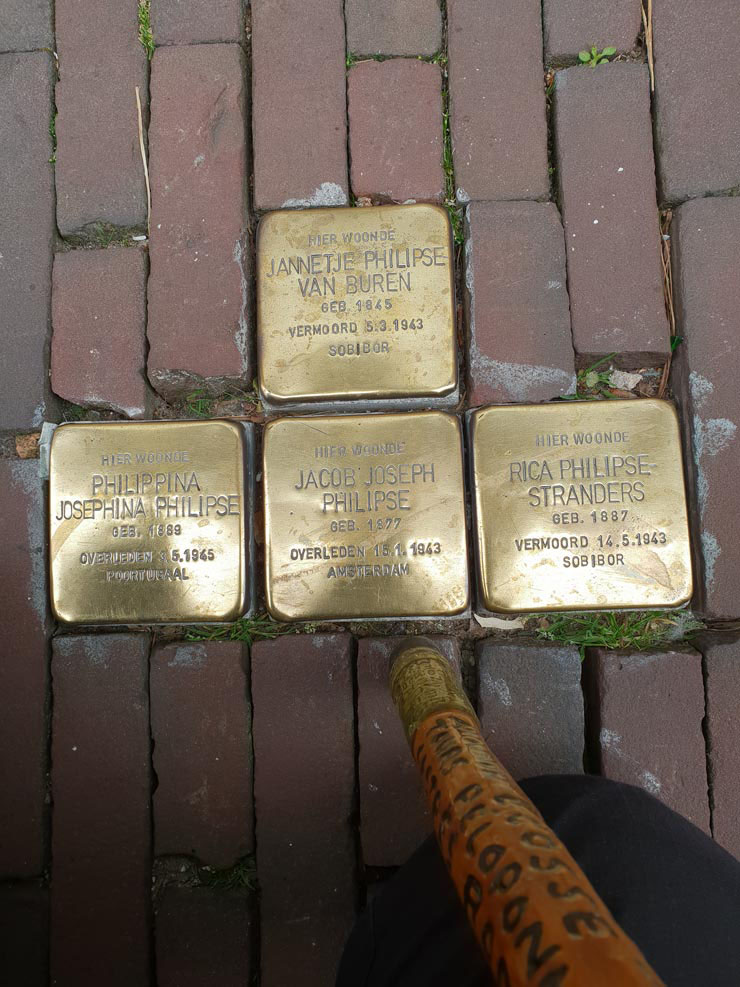 HIER WOONDE
JANNETJE PHILIPSE
VAN BUREN
GEB. 1845
VERMOORD 5.3.1943
SOBIBOR
HIER WOONDE
PHILIPPINA
JOSEPHINA PHILIPSE
GEB. 1889
OVERLEDEN 3.5.1945
POORTUGAAL
HIER WOONDE
JACOB JOSEPH
PHILIPSE
GEB. 1877
OVERLEDEN 15.1.1943
AMSTERDAM
HIER WOONDE
RICA PHILIPSE-
STRANDERS
GEB. 1887
VERMOORD 14.5.1943
SOBIBOR